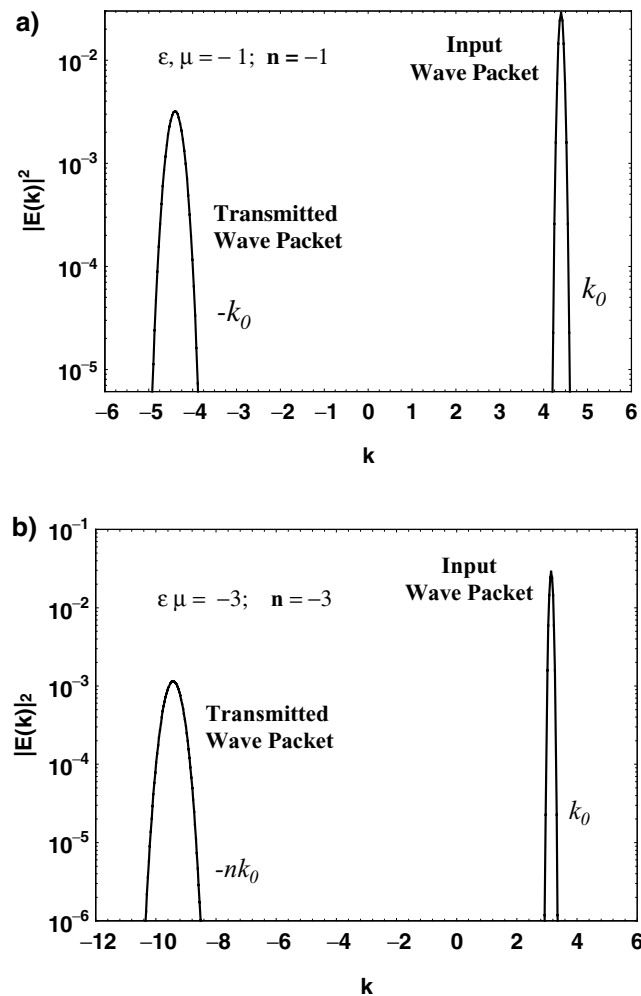 a)
10⁻²
10⁻³
10⁻⁴
10⁻⁵
|E(k)|²
ε, μ = − 1; n = −1
Input
Wave Packet
Transmitted
Wave Packet
-k₀
k₀
−6 −5 −4 −3 −2 −1 0 1 2 3 4 5 6
k
b)
10⁻¹
10⁻²
10⁻³
10⁻⁴
10⁻⁵
10⁻⁶
|E(k)|₂
Input
Wave Packet
ε μ = −3; n = −3
Transmitted
Wave Packet
-nk₀
k₀
−12 −10 −8 −6 −4 −2 0 2 4 6
k